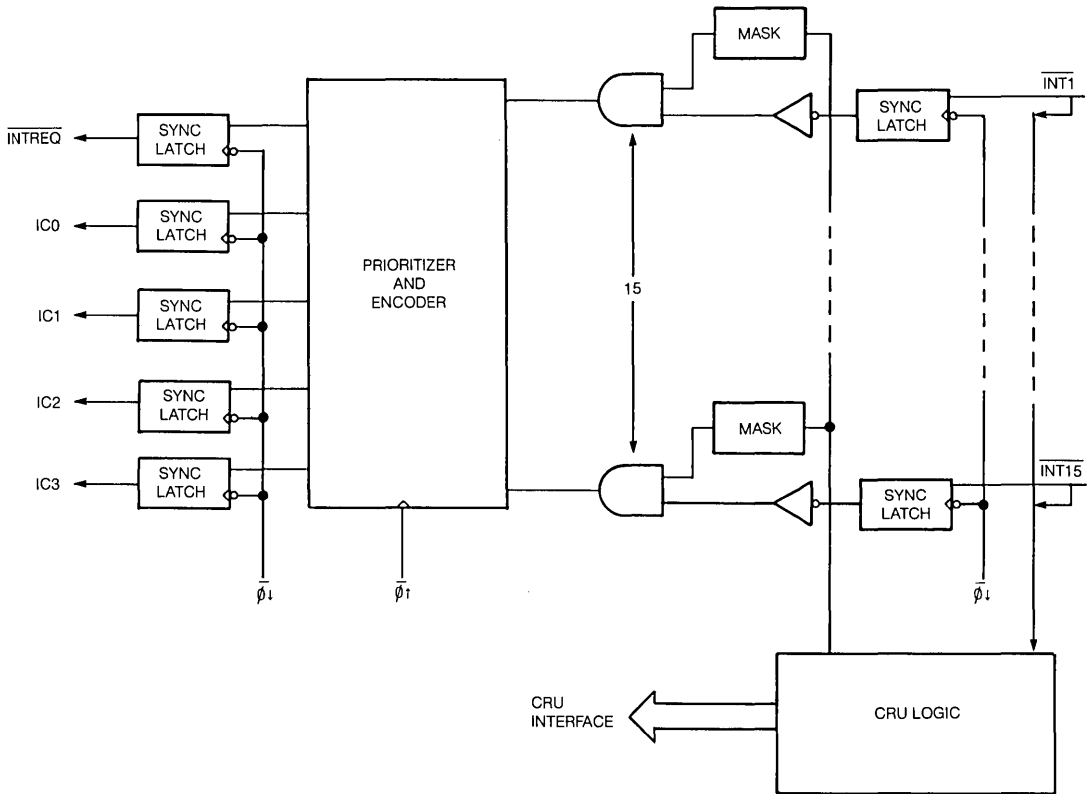 MASK
INT1
SYNC
LATCH
SYNC
LATCH
INTREQ
SYNC
LATCH
IC0
PRIORITIZER
AND
ENCODER
15
SYNC
LATCH
IC1
SYNC
LATCH
IC2
MASK
SYNC
LATCH
IC3
INT15
SYNC
LATCH
ϕ̅↓
ϕ̅↑
ϕ̅↓
CRU
INTERFACE
CRU LOGIC